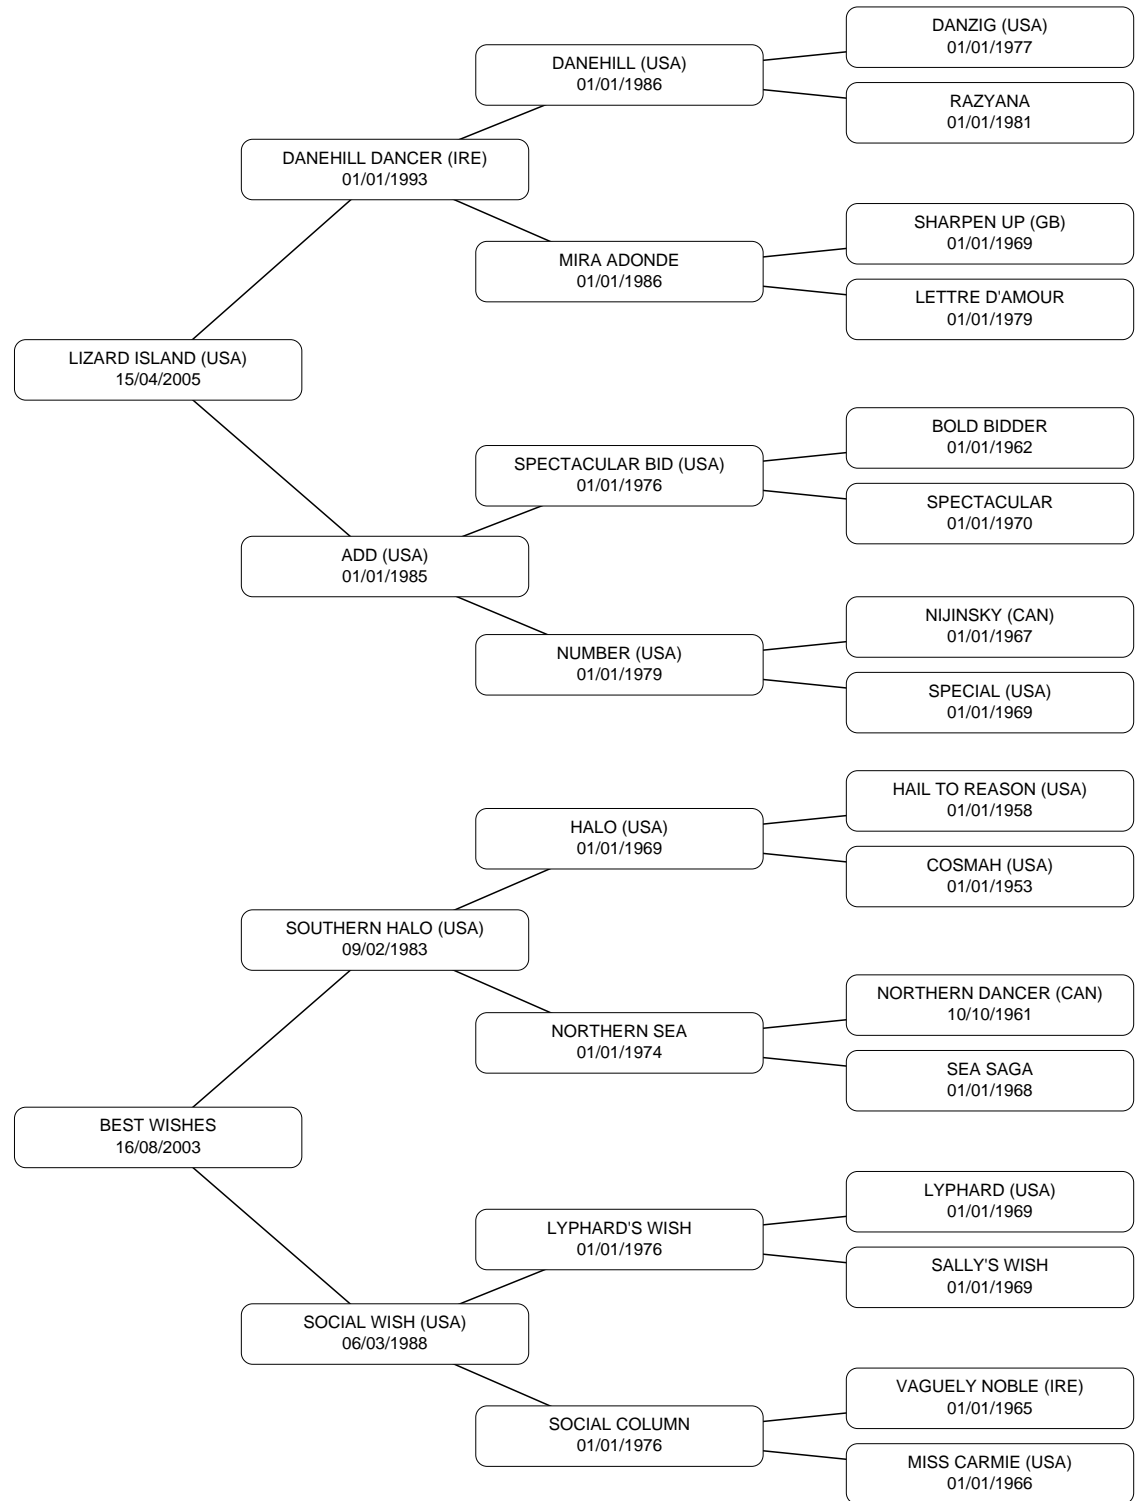 DANZIG (USA)
01/01/1977
DANEHILL (USA)
01/01/1986
RAZYANA
01/01/1981
DANEHILL DANCER (IRE)
01/01/1993
SHARPEN UP (GB)
01/01/1969
MIRA ADONDE
01/01/1986
LETTRE D'AMOUR
01/01/1979
LIZARD ISLAND (USA)
15/04/2005
BOLD BIDDER
01/01/1962
SPECTACULAR BID (USA)
01/01/1976
SPECTACULAR
01/01/1970
ADD (USA)
01/01/1985
NIJINSKY (CAN)
01/01/1967
NUMBER (USA)
01/01/1979
SPECIAL (USA)
01/01/1969
HAIL TO REASON (USA)
01/01/1958
HALO (USA)
01/01/1969
COSMAH (USA)
01/01/1953
SOUTHERN HALO (USA)
09/02/1983
NORTHERN DANCER (CAN)
10/10/1961
NORTHERN SEA
01/01/1974
SEA SAGA
01/01/1968
BEST WISHES
16/08/2003
LYPHARD (USA)
01/01/1969
LYPHARD'S WISH
01/01/1976
SALLY'S WISH
01/01/1969
SOCIAL WISH (USA)
06/03/1988
VAGUELY NOBLE (IRE)
01/01/1965
SOCIAL COLUMN
01/01/1976
MISS CARMIE (USA)
01/01/1966